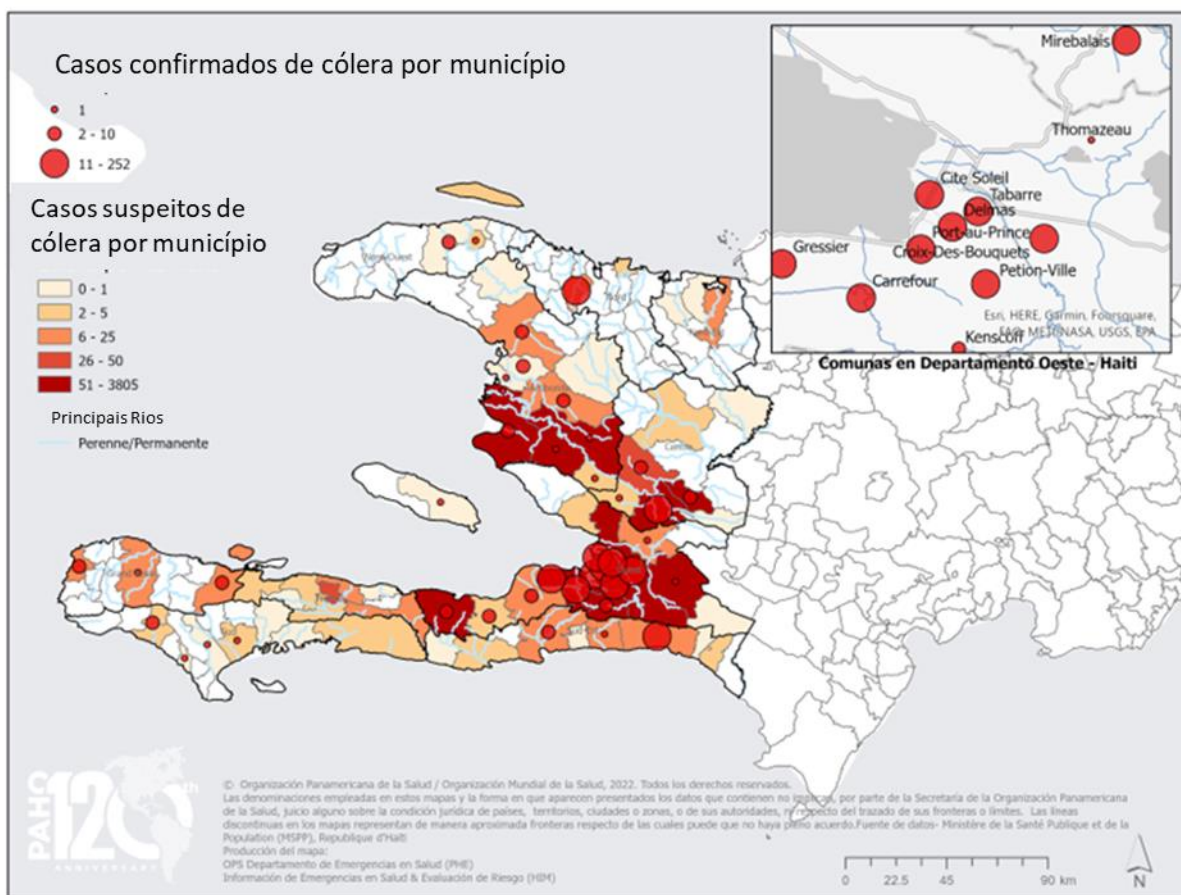 Casos confirmados de cólera por município
1
2 - 10
11 - 252
Casos suspeitos de
cólera por município
0 - 1
2 - 5
6 - 25
26 - 50
51 - 3805
Principais Rios
Perenne/Permanente
Mirebalais
Thomazeau
Cite Soleil
Tabarre
Delmas
Port-au-Prince
Gressier
Croix-Des-Bouquets
Carrefour
Petion-Ville
Esri, HERE, Garmin, Foursquare,
FAO, METI/NASA, USGS, EPA
Kenscoff
Comunas en Departamento Oeste - Haiti
PAHO
120th
ANNIVERSARY
© Organización Panamericana de la Salud / Organización Mundial de la Salud, 2022. Todos los derechos reservados.
Las denominaciones empleadas en estos mapas y la forma en que aparecen presentados los datos que contienen no implican, por parte de la Secretaría de la Organización Panamericana
de la Salud, juicio alguno sobre la condición jurídica de países, territorios, ciudades o zonas, o de sus autoridades, ni respecto del trazado de sus fronteras o límites. Las líneas
discontinuas en los mapas representan de manera aproximada fronteras respecto de las cuales puede que no haya pleno acuerdo.Fuente de datos- Ministère de la Santé Publique et de la
Population (MSPP), Republique d'Haïti
Producción del mapa:
OPS Departamento de Emergencias en Salud (PHE)
Información de Emergencias en Salud & Evaluación de Riesgo (HIM)
0 22.5 45 90 km
N